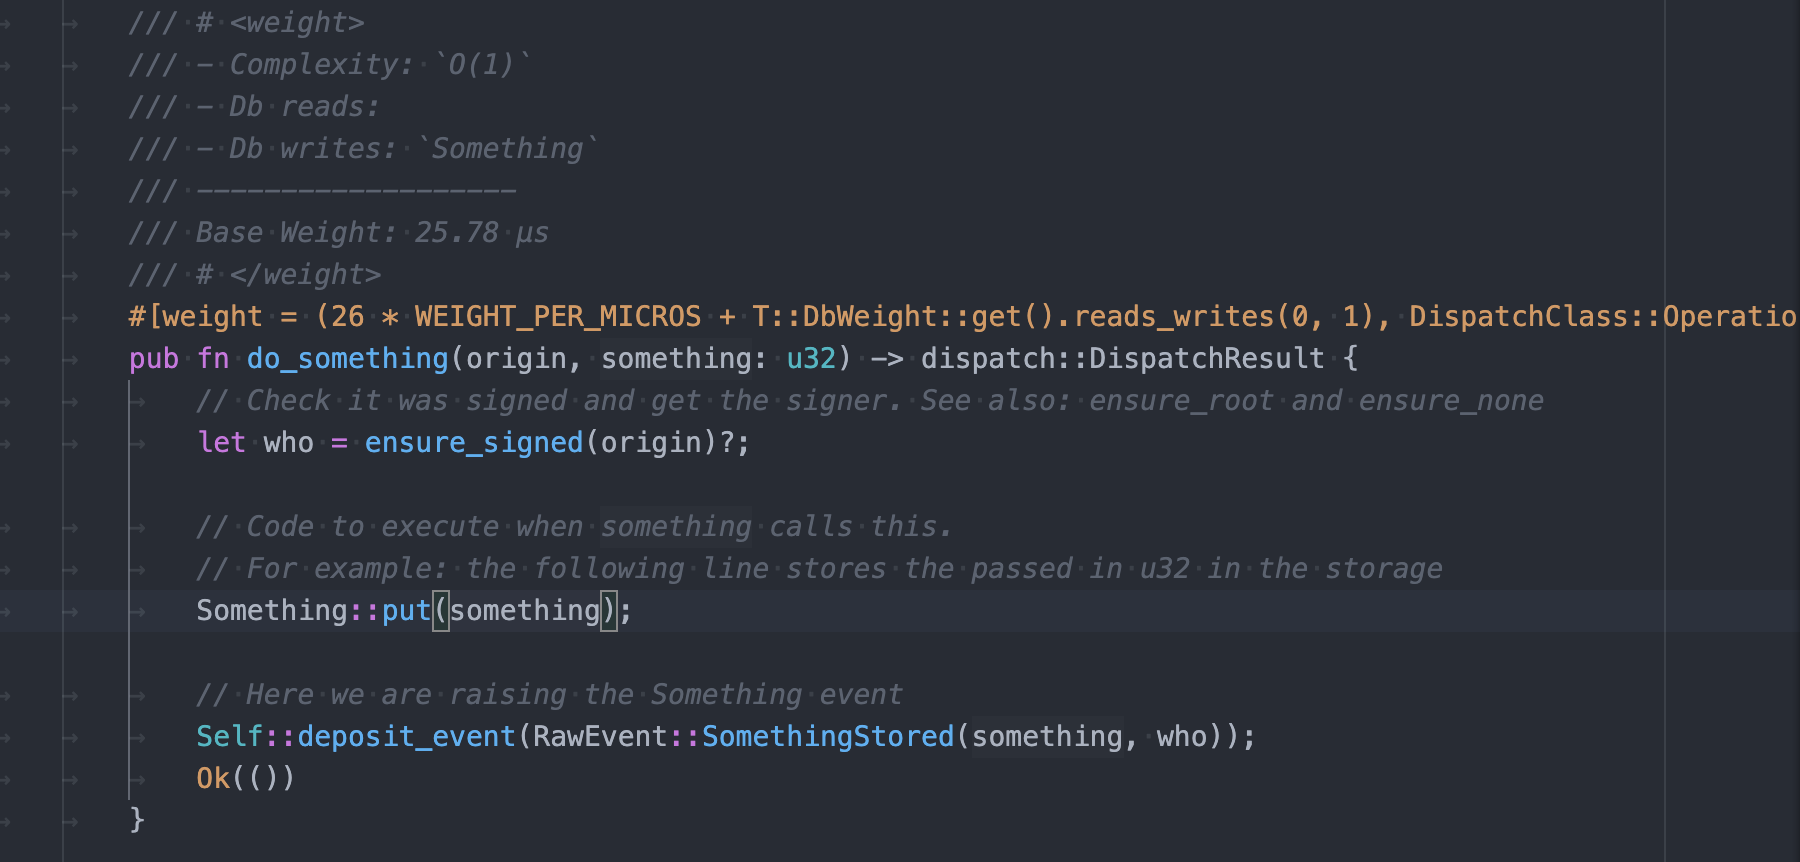 /// # <weight>
/// - Complexity: `O(1)`
/// - Db reads:
/// - Db writes: `Something`
/// -------------------
/// Base Weight: 25.78 µs
/// # </weight>
#[weight = (26 * WEIGHT_PER_MICROS + T::DbWeight::get().reads_writes(0, 1), DispatchClass::Operatio
pub fn do_something(origin, something: u32) -> dispatch::DispatchResult {
// Check it was signed and get the signer. See also: ensure_root and ensure_none
let who = ensure_signed(origin)?;
// Code to execute when something calls this.
// For example: the following line stores the passed in u32 in the storage
Something::put(something);
// Here we are raising the Something event
Self::deposit_event(RawEvent::SomethingStored(something, who));
Ok(())
}